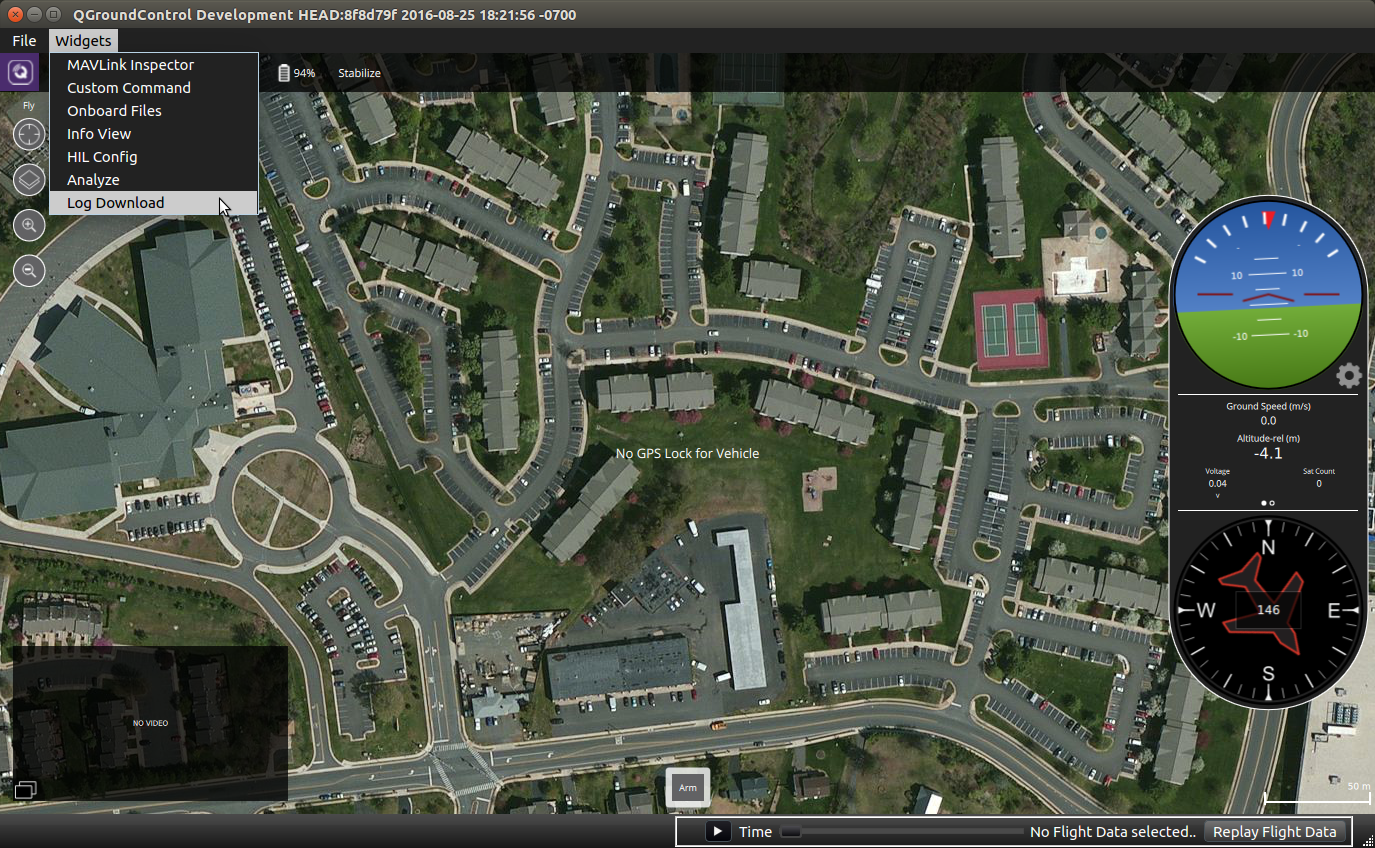 QGroundControl Development HEAD:8f8d79f 2016-08-25 18:21:56 -0700
File Widgets
MAVLink Inspector
Custom Command
Onboard Files
Info View
HIL Config
Analyze
Log Download
94% Stabilize
Fly
10 10
-10 -10
Ground Speed (m/s)
0.0
Altitude-rel (m)
-4.1
Voltage Sat Count
0.04 0
v
No GPS Lock for Vehicle
N
W 146 E
S
NO VIDEO
Arm
50 m
Time No Flight Data selected.. Replay Flight Data